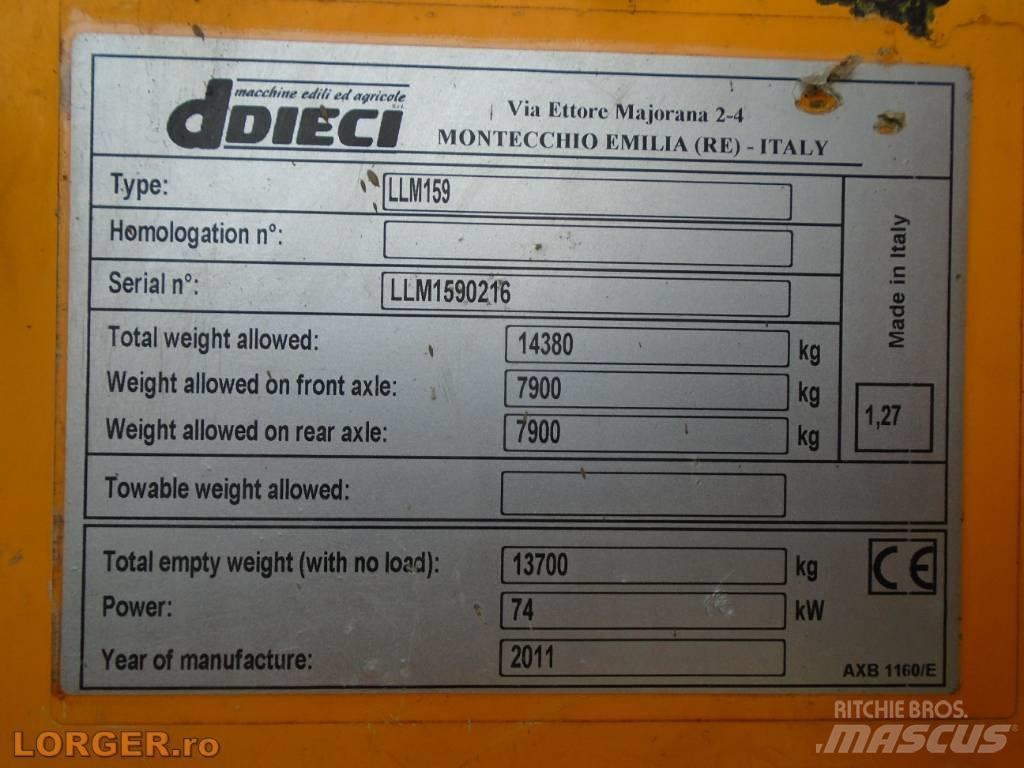 macchine edili ed agricole
s.r.l.
dDIECI
Via Ettore Majorana 2-4
MONTECCHIO EMILIA (RE) - ITALY
Type: LLM159
Homologation n°:
Serial n°: LLM1590216
Made in Italy
Total weight allowed: 14380 kg
Weight allowed on front axle: 7900 kg
Weight allowed on rear axle: 7900 kg
1,27
Towable weight allowed:
Total empty weight (with no load): 13700 kg
CE
Power: 74 kW
Year of manufacture: 2011
AXB 1160/E
RITCHIE BROS.
MASCUS
LORGER.ro